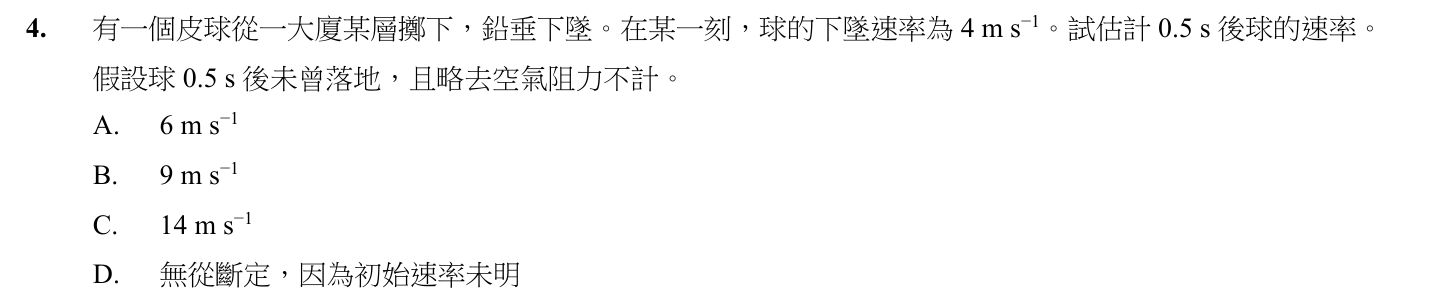 4. 有一個皮球從一大廈某層擲下，鉛垂下墜。在某一刻，球的下墜速率為 4 m s⁻¹。試估計 0.5 s 後球的速率。
假設球 0.5 s 後未曾落地，且略去空氣阻力不計。
A. 6 m s⁻¹
B. 9 m s⁻¹
C. 14 m s⁻¹
D. 無從斷定，因為初始速率未明